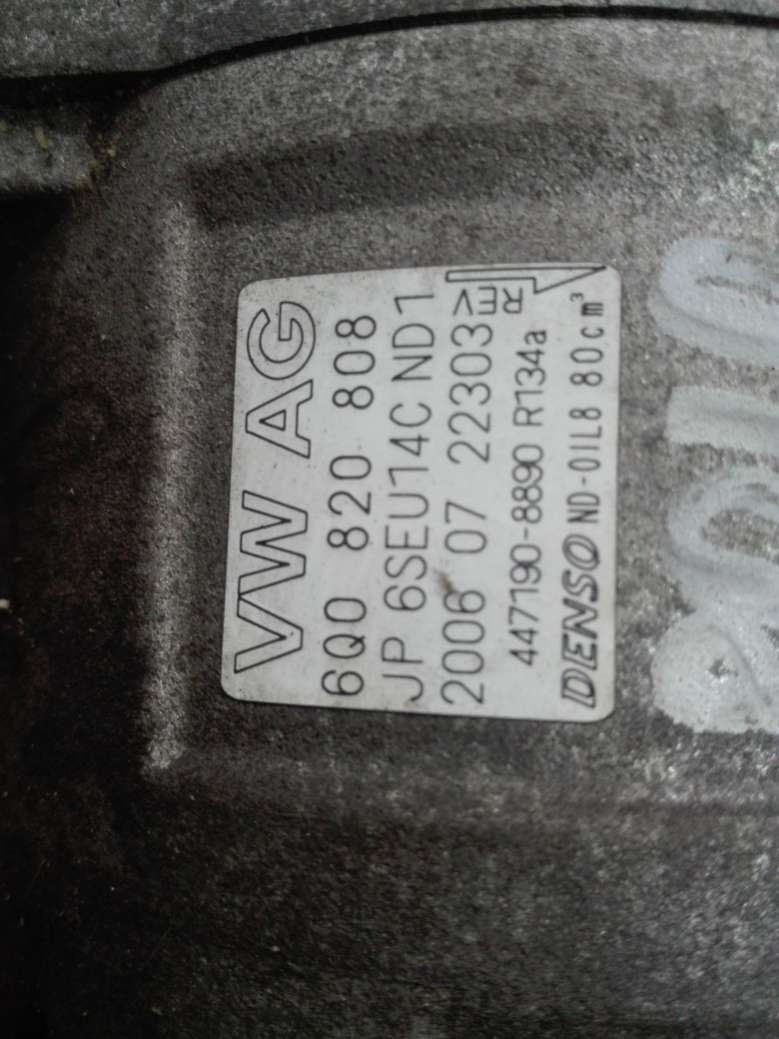 VW AG
6Q0 820 808
JP 6SEU14C ND1
2006 07 22303 REV
447190-8890 R134a
DENSO ND-OIL8 80cm³